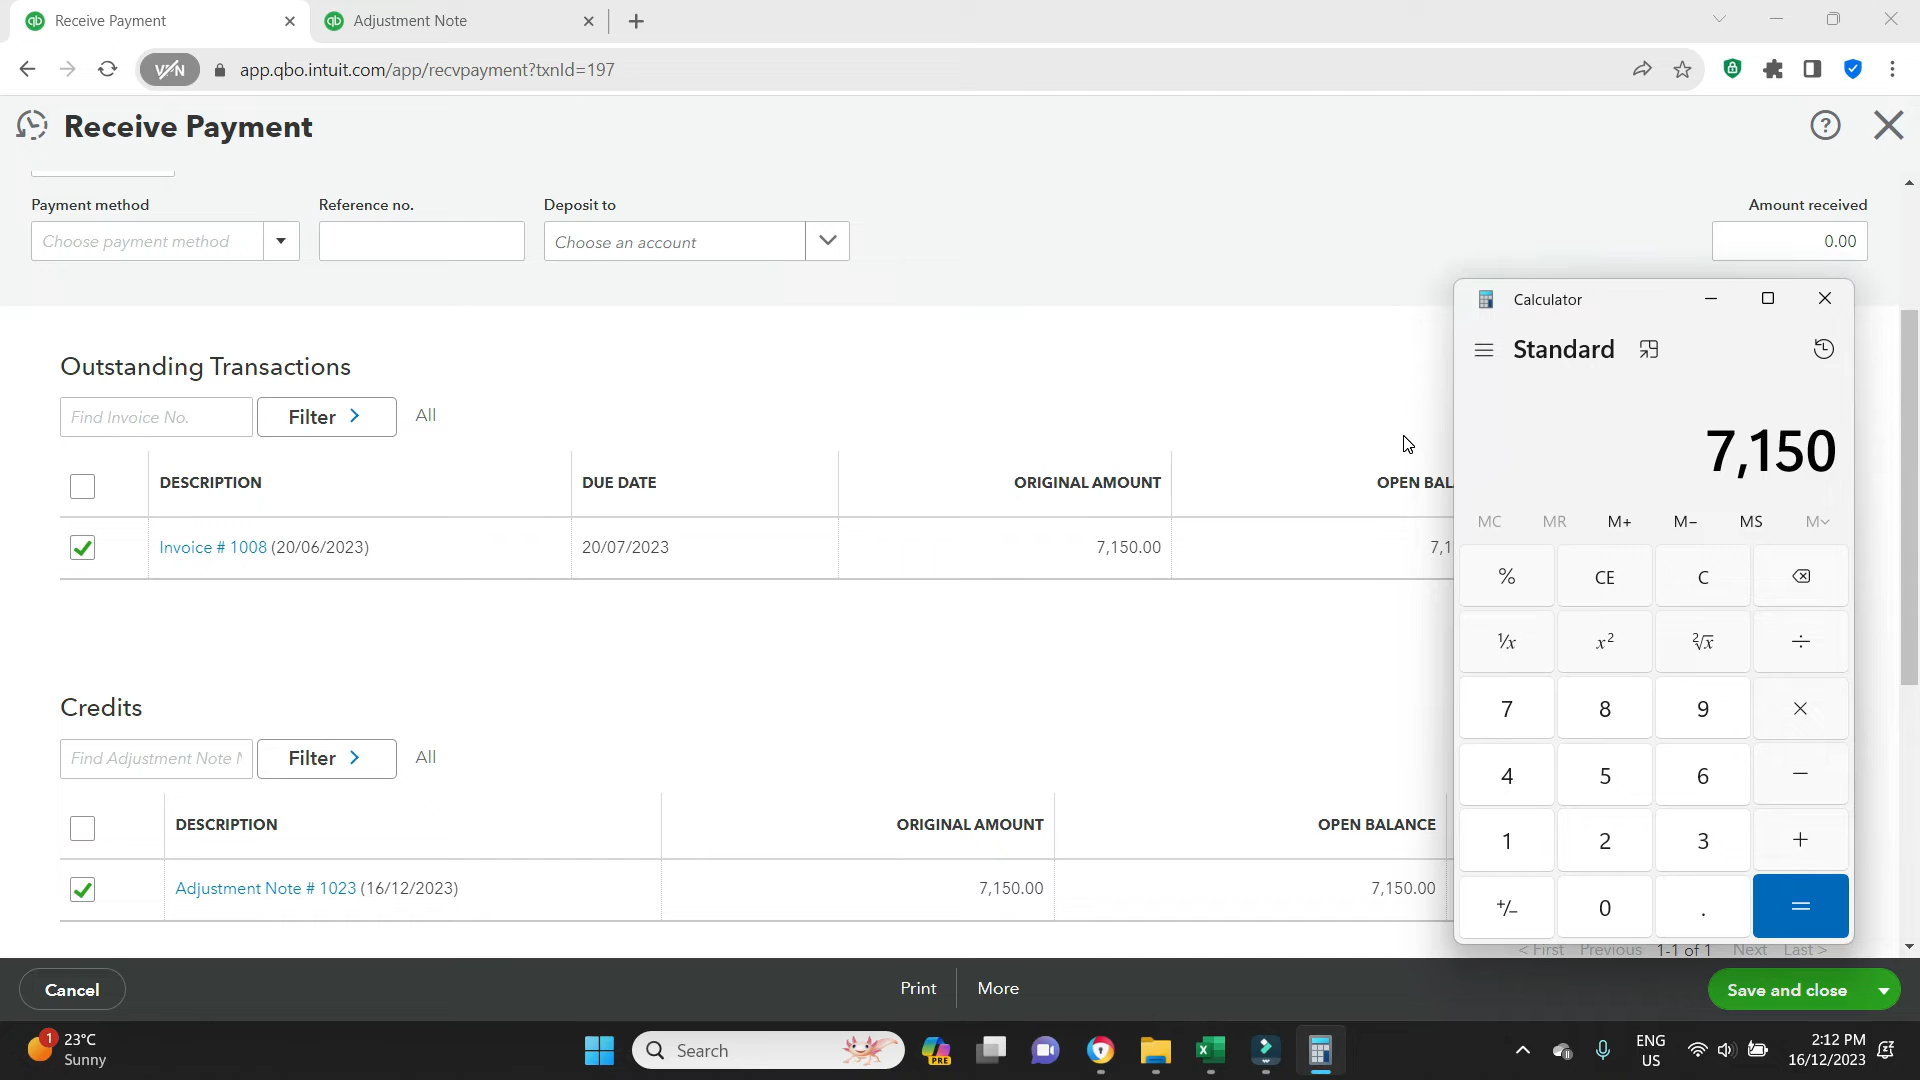 Receive Payment
Adjustment Note
VPN
app.qbo.intuit.com/app/recvpayment?txnId=197
Receive Payment
Payment method
Reference no.
Deposit to
Amount received
Choose payment method
Choose an account
0.00
Calculator
Standard
7,150
MC MR M+ M- MS M
% CE C
1/x x² ²√x ÷
7 8 9 ×
4 5 6 −
1 2 3 +
+/- 0 . =
Outstanding Transactions
Find Invoice No.
Filter
All
DESCRIPTION
DUE DATE
ORIGINAL AMOUNT
OPEN BAL
Invoice # 1008 (20/06/2023)
20/07/2023
7,150.00
7,1
Credits
Find Adjustment Note N
Filter
All
DESCRIPTION
ORIGINAL AMOUNT
OPEN BALANCE
Adjustment Note # 1023 (16/12/2023)
7,150.00
7,150.00
< First Previous 1-1 of 1 Next Last >
Cancel
Print
More
Save and close
1
23°C
Sunny
Search
PRE
ENG
US
2:12 PM
16/12/2023